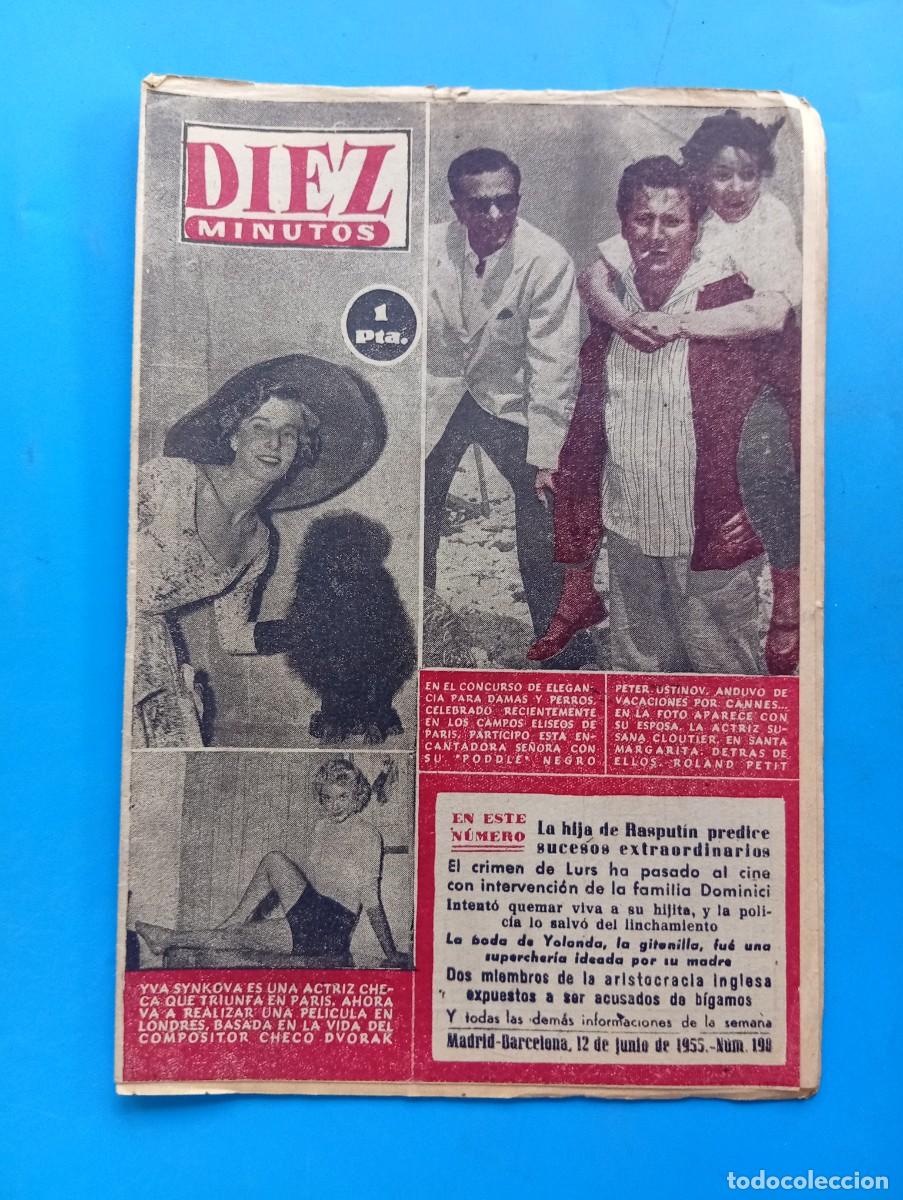 DIEZ
MINUTOS
1
Pta.
EN EL CONCURSO DE ELEGAN-
CIA PARA DAMAS Y PERROS,
CELEBRADO RECIENTEMENTE
EN LOS CAMPOS ELISEOS DE
PARIS, PARTICIPO ESTA EN-
CANTADORA SEÑORA CON
SU "PODDLE" NEGRO
PETER USTINOV, ANDUVO DE
VACACIONES POR CANNES...
EN LA FOTO APARECE CON
SU ESPOSA, LA ACTRIZ SU-
SANA CLOUTIER, EN SANTA
MARGARITA. DETRAS DE
ELLOS, ROLAND PETIT
YVA SYNKOVA ES UNA ACTRIZ CHE-
CA QUE TRIUNFA EN PARIS. AHORA
VA A REALIZAR UNA PELICULA EN
LONDRES, BASADA EN LA VIDA DEL
COMPOSITOR CHECO DVORAK
EN ESTE
NÚMERO
La hija de Rasputín predice
sucesos extraordinarios
El crimen de Lurs ha pasado al cine
con intervención de la familia Dominici
Intentó quemar viva a su hijita, y la poli-
cía lo salvó del linchamiento
La boda de Yolanda, la gitanilla, fué una
superchería ideada por su madre
Dos miembros de la aristocracia inglesa
expuestos a ser acusados de bígamos
Y todas las demás informaciones de la semana
Madrid-Barcelona, 12 de junio de 1955.-Núm. 198
todocoleccion